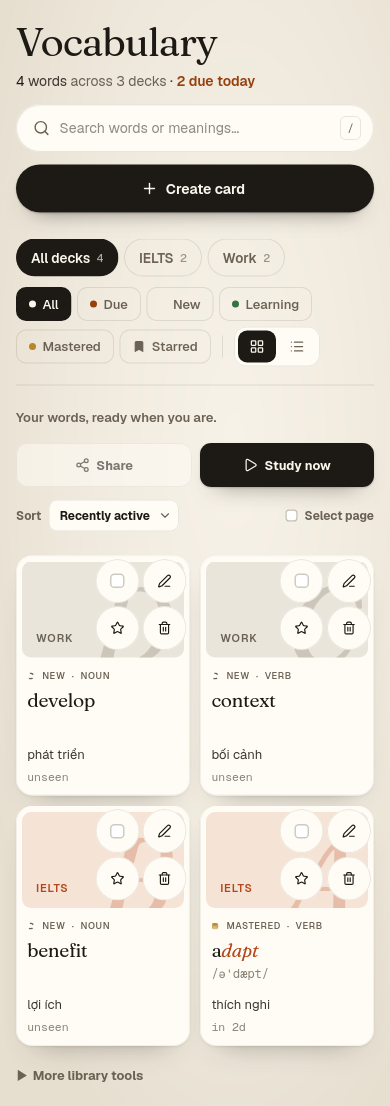 Vocabulary
4 words across 3 decks · 2 due today
Search words or meanings... /
Create card
All decks 4 IELTS 2 Work 2
All Due New Learning
Mastered Starred
Your words, ready when you are.
Share Study now
Sort Recently active Select page
WORK WORK
NEW · NOUN NEW · VERB
develop context
phát triển bối cảnh
unseen unseen
IELTS IELTS
NEW · NOUN MASTERED · VERB
benefit adapt
/əˈdæpt/
lợi ích thích nghi
unseen in 2d
More library tools